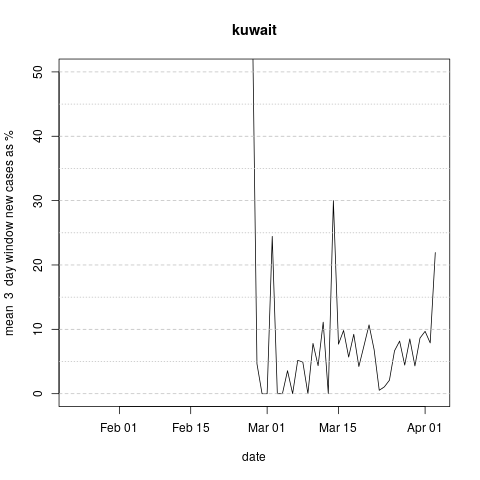 kuwait
mean  3  day window new cases as %
50
40
30
20
10
0
Feb 01
Feb 15
Mar 01
Mar 15
Apr 01
date